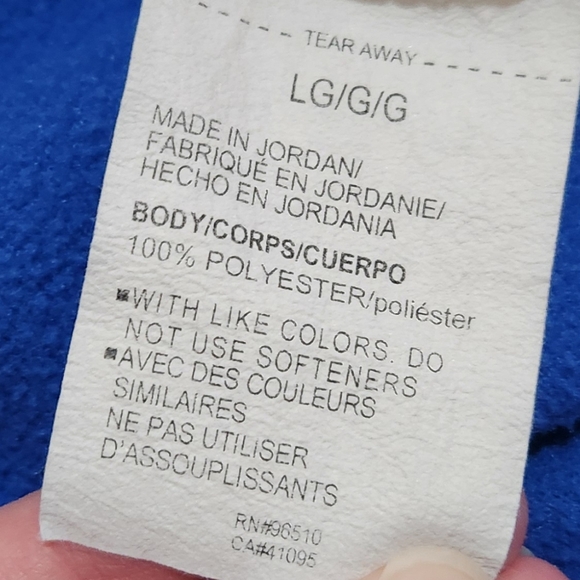 TEAR AWAY
LG/G/G
MADE IN JORDAN/
FABRIQUÉ EN JORDANIE/
HECHO EN JORDANIA
BODY/CORPS/CUERPO
100% POLYESTER/poliéster
WITH LIKE COLORS. DO
NOT USE SOFTENERS
AVEC DES COULEURS
SIMILAIRES
NE PAS UTILISER
D'ASSOUPLISSANTS
RN#96510
CA#41095